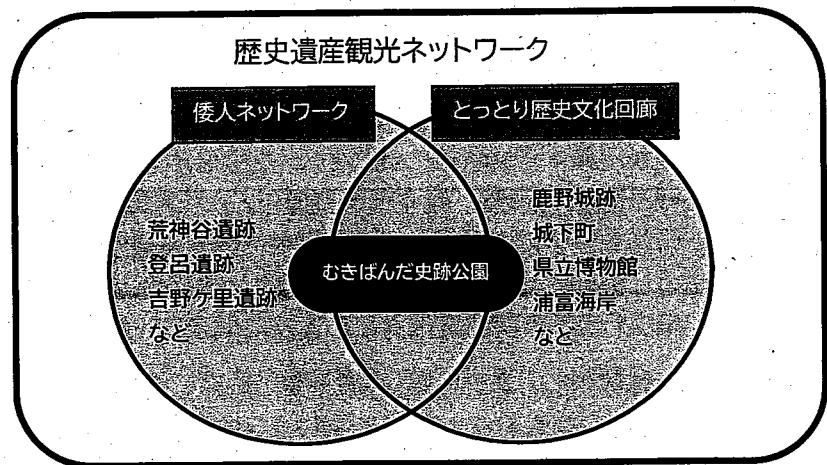 歴史遺産観光ネットワーク
倭人ネットワーク
とっとり歴史文化回廊
荒神谷遺跡
登呂遺跡
吉野ヶ里遺跡
など
むきばんだ史跡公園
鹿野城跡
城下町
県立博物館
浦富海岸
など